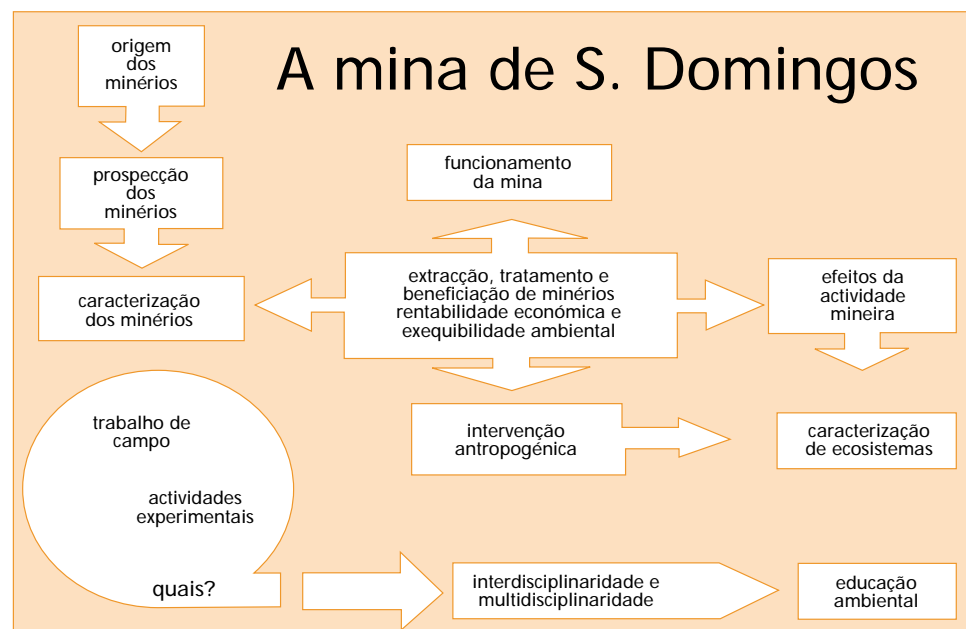 A mina de S. Domingos
origem
dos
minérios
prospecção
dos
minérios
caracterização
dos minérios
funcionamento
da mina
extracção, tratamento e
beneficiação de minérios
rentabilidade económica e
exequibilidade ambiental
efeitos da
actividade
mineira
intervenção
antropogénica
caracterização
de ecosistemas
trabalho de
campo
actividades
experimentais
quais?
interdisciplinaridade e
multidisciplinaridade
educação
ambiental